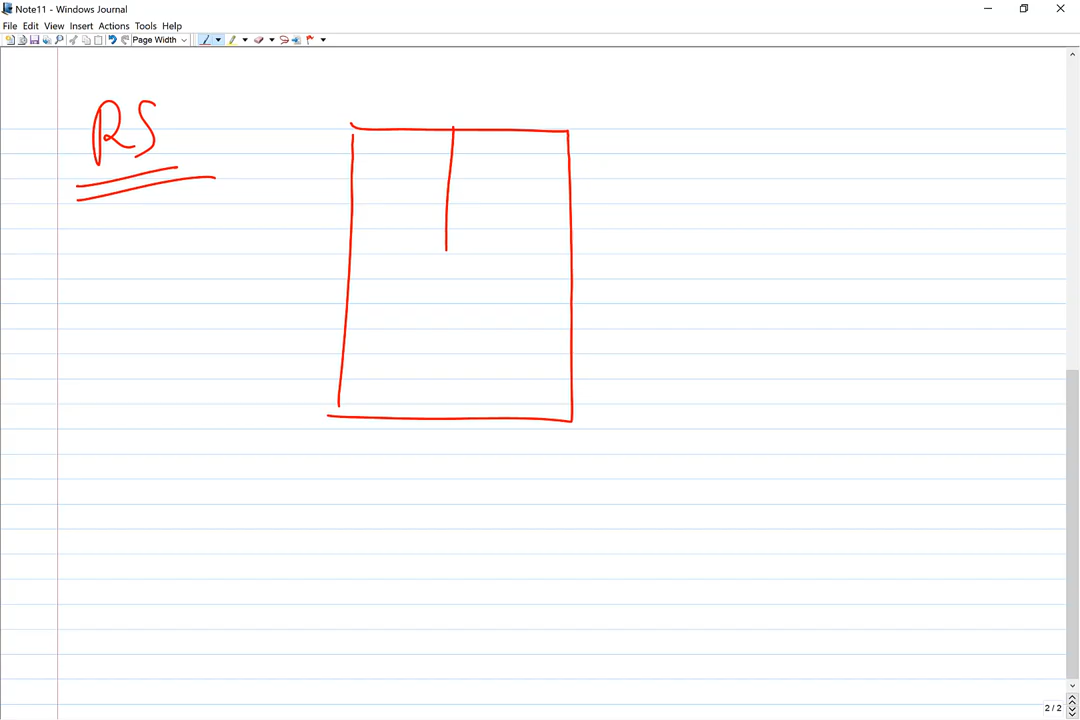 Note11 - Windows Journal
File Edit View Insert Actions Tools Help
Page Width
RS
2 / 2